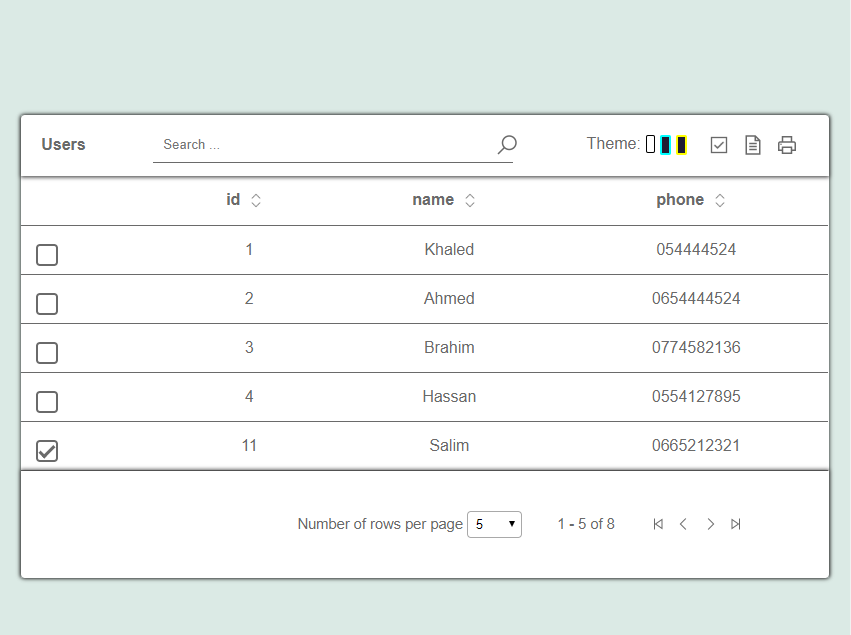 Users Search ... Theme:
id name phone
1 Khaled 054444524
2 Ahmed 0654444524
3 Brahim 0774582136
4 Hassan 0554127895
11 Salim 0665212321
Number of rows per page 5 1 - 5 of 8